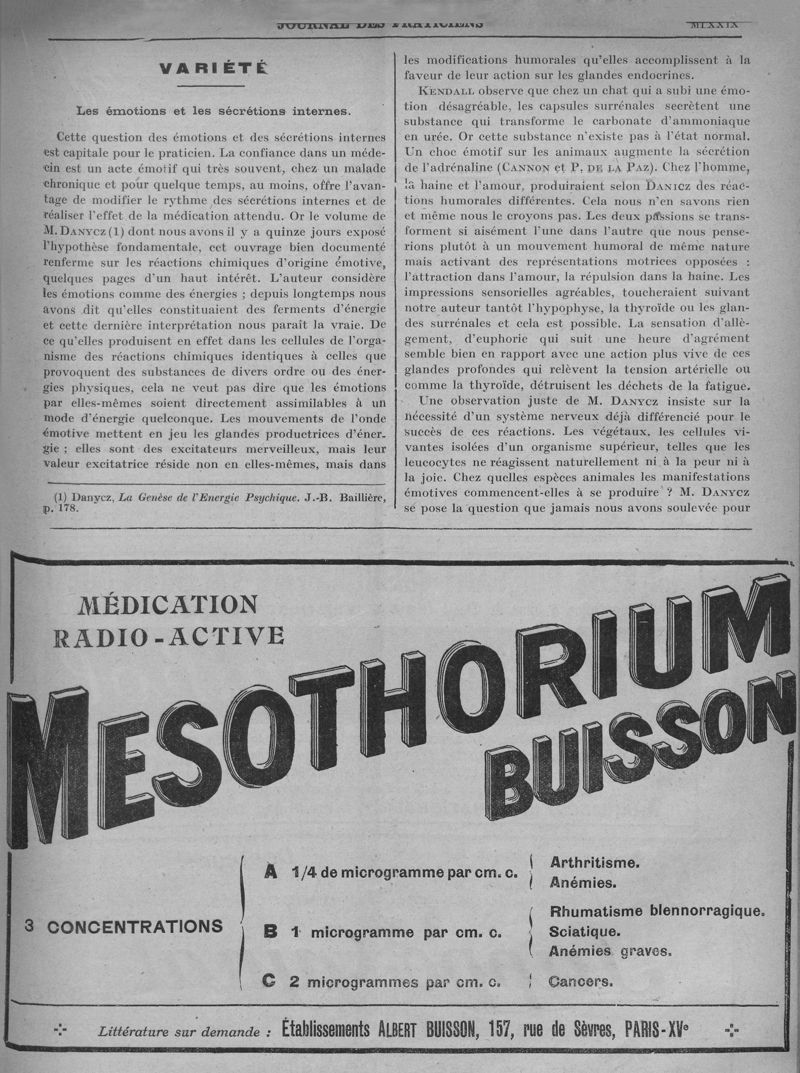 JOURNAL DES PRATICIENS
VARIÉTÉ
Les émotions et les sécrétions internes.
Cette question des émotions et des sécrétions internes
est capitale pour le praticien. La confiance dans un méde-
cin est un acte émotif qui très souvent, chez un malade
chronique et pour quelque temps, au moins, offre l'avan-
tage de modifier le rythme des sécrétions internes et de
réaliser l'effet de la médication attendu. Or le volume de
M. DANYCZ (1) dont nous avons il y a quinze jours exposé
l'hypothèse fondamentale, cet ouvrage bien documenté
renferme sur les réactions chimiques d'origine émotive,
quelques pages d'un haut intérêt. L'auteur considère
les émotions comme des énergies ; depuis longtemps nous
avons dit qu'elles constituaient des ferments d'énergie
et cette dernière interprétation nous paraît la vraie. De
ce qu'elles produisent en effet dans les cellules de l'orga-
nisme des réactions chimiques identiques à celles que
provoquent des substances de divers ordre ou des éner-
gies physiques, cela ne veut pas dire que les émotions
par elles-mêmes soient directement assimilables à un
mode d'énergie quelconque. Les mouvements de l'onde
émotive mettent en jeu les glandes productrices d'éner-
gie ; elles sont des excitateurs merveilleux, mais leur
valeur excitatrice réside non en elles-mêmes, mais dans
(1) Danycz, La Genèse de l'Energie Psychique. J.-B. Baillière,
p. 178.
les modifications humorales qu'elles accomplissent à la
faveur de leur action sur les glandes endocrines.
KENDALL observe que chez un chat qui a subi une émo-
tion désagréable, les capsules surrénales secrètent une
substance qui transforme le carbonate d'ammoniaque
en urée. Or cette substance n'existe pas à l'état normal.
Un choc émotif sur les animaux augmente la sécrétion
de l'adrénaline (CANNON et P. DE LA PAZ). Chez l'homme,
la haine et l'amour, produiraient selon DANICZ des réac-
tions humorales différentes. Cela nous n'en savons rien
et même nous ne le croyons pas. Les deux passions se trans-
forment si aisément l'une dans l'autre que nous pense-
rions plutôt à un mouvement humoral de même nature
mais activant des représentations motrices opposées :
l'attraction dans l'amour, la répulsion dans la haine. Les
impressions sensorielles agréables, toucheraient suivant
notre auteur tantôt l'hypophyse, la thyroïde ou les glan-
des surrénales et cela est possible. La sensation d'allè-
gement, d'euphorie qui suit une heure d'agrément
semble bien en rapport avec une action plus vive de ces
glandes profondes qui relèvent la tension artérielle ou
comme la thyroïde, détruisent les déchets de la fatigue.
Une observation juste de M. DANYCZ insiste sur la
nécessité d'un système nerveux déjà différencié pour le
succès de ces réactions. Les végétaux, les cellules vi-
vantes isolées d'un organisme supérieur, telles que les
leucocytes ne réagissent naturellement ni à la peur ni à
la joie. Chez quelles espèces animales les manifestations
émotives commencent-elles à se produire ? M. DANYCZ
se pose la question que jamais nous avons soulevée pour
MÉDICATION
RADIO-ACTIVE
MESOTHORIUM
BUISSON
3 CONCENTRATIONS
A 1/4 de microgramme par cm. c.
Arthritisme.
Anémies.
B 1 microgramme par cm. c.
Rhumatisme blennorragique.
Sciatique.
Anémies graves.
C 2 microgrammes par cm. c.
Cancers.
Littérature sur demande : Établissements ALBERT BUISSON, 157, rue de Sèvres, PARIS-XVe